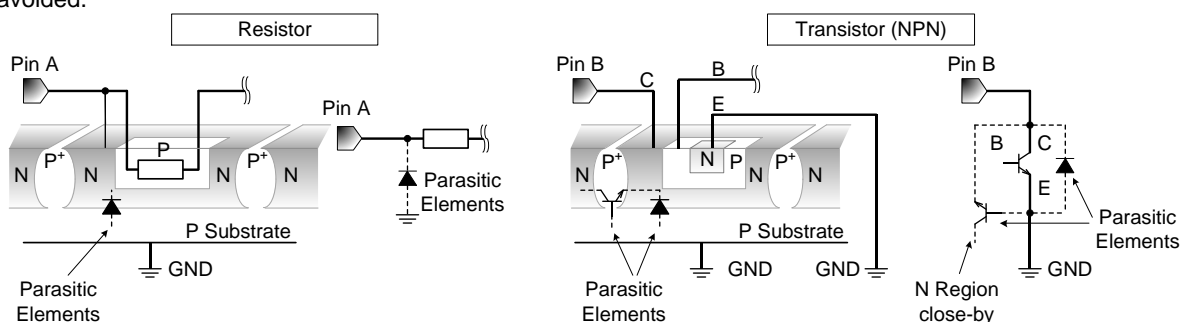 avoided.
Resistor
Transistor (NPN)
Pin A
Pin A
P
N P+ N N P+ N
Parasitic
Elements
P Substrate
GND
Parasitic
Elements
Pin B
C
B
E
N P+ N N P N P+ N
P Substrate
GND
GND
Parasitic
Elements
Pin B
B
C
E
Parasitic
Elements
GND
N Region
close-by